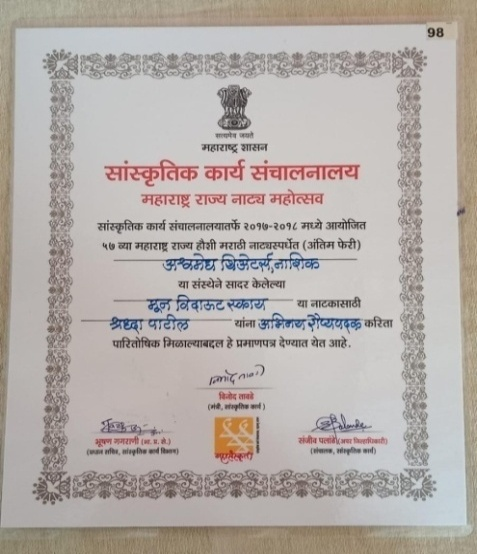 98
सत्यमेव जयते
महाराष्ट्र शासन
सांस्कृतिक कार्य संचालनालय
महाराष्ट्र राज्य नाट्य महोत्सव
सांस्कृतिक कार्य संचालनालयातर्फे २०१७-२०१८ मध्ये आयोजित
५७ व्या महाराष्ट्र राज्य हौशी मराठी नाट्यस्पर्धेत (अंतिम फेरी)
अश्वमेध थिएटर्स, नाशिक
या संस्थेने सादर केलेल्या
मून विदाऊट स्काय या नाटकासाठी
श्रध्दा पाटील यांना अभिनय रौप्यपदक करिता
पारितोषिक मिळाल्याबद्दल हे प्रमाणपत्र देण्यात येत आहे.
विनोद तावडे
(मंत्री, सांस्कृतिक कार्य)
भूषण गगराणी (भा. प्र. से.)
(प्रधान सचिव, सांस्कृतिक कार्य विभाग)
संजीव पलांडे (अपर जिल्हाधिकारी)
(संचालक, सांस्कृतिक कार्य)